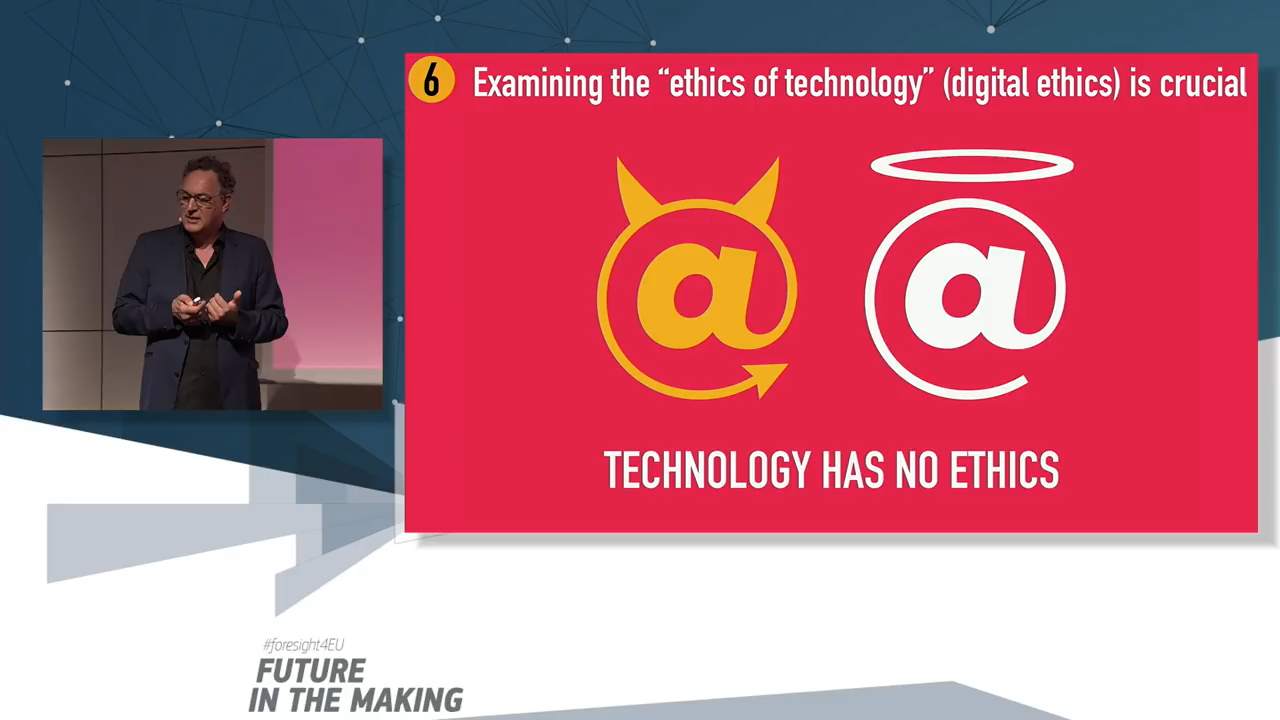 6 Examining the “ethics of technology” (digital ethics) is crucial
@ @
TECHNOLOGY HAS NO ETHICS
#foresight4EU
FUTURE
IN THE MAKING